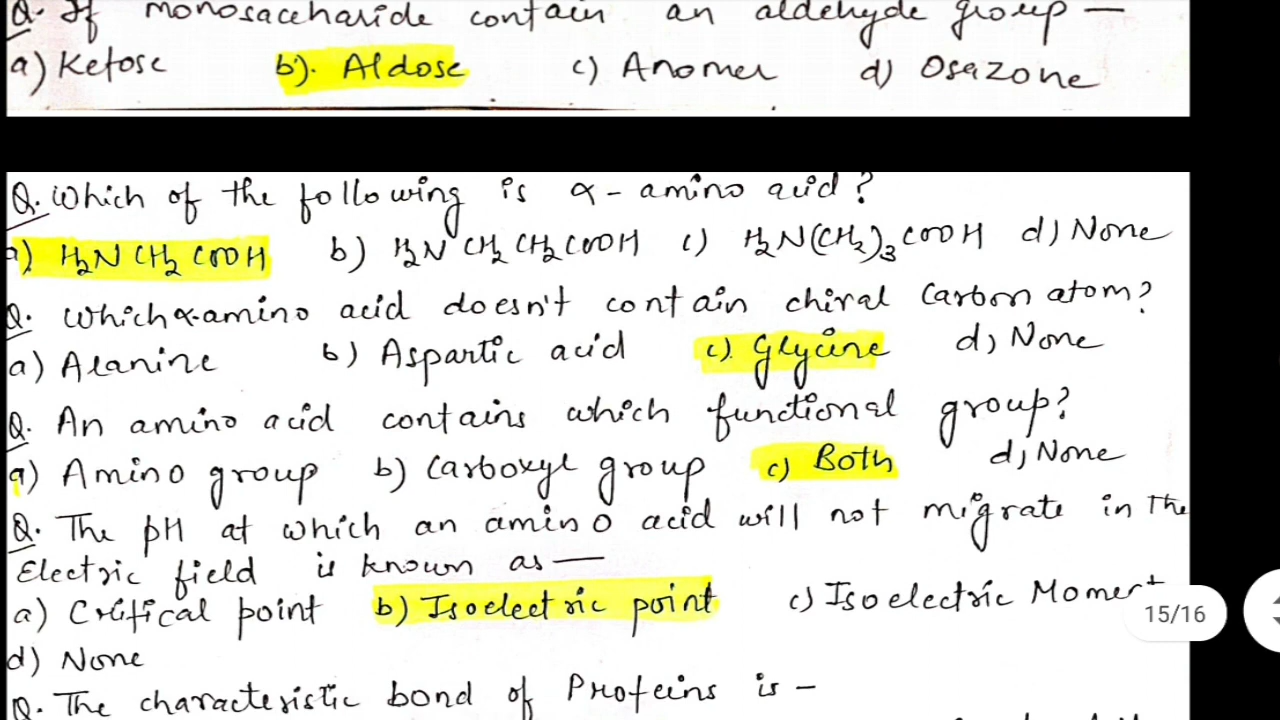 Q. If monosaccharide contain an aldehyde group —
a) Ketose b). Aldose c) Anomer d) Osazone
Q. Which of the following is α - amino acid?
a) H₂N CH₂ COOH b) H₂N CH₂ CH₂ COOH c) H₂N(CH₂)₃ COOH d) None
Q. Which α-amino acid doesn't contain chiral Carbon atom?
a) Alanine b) Aspartic acid c). Glycine d) None
Q. An amino acid contains which functional group?
a) Amino group b) Carboxyl group c) Both d) None
Q. The pH at which an amino acid will not migrate in the
Electric field is known as —
a) Critical point b) Isoelectric point c) Isoelectric Moment
15/16
d) None
Q. The characteristic bond of Proteins is -